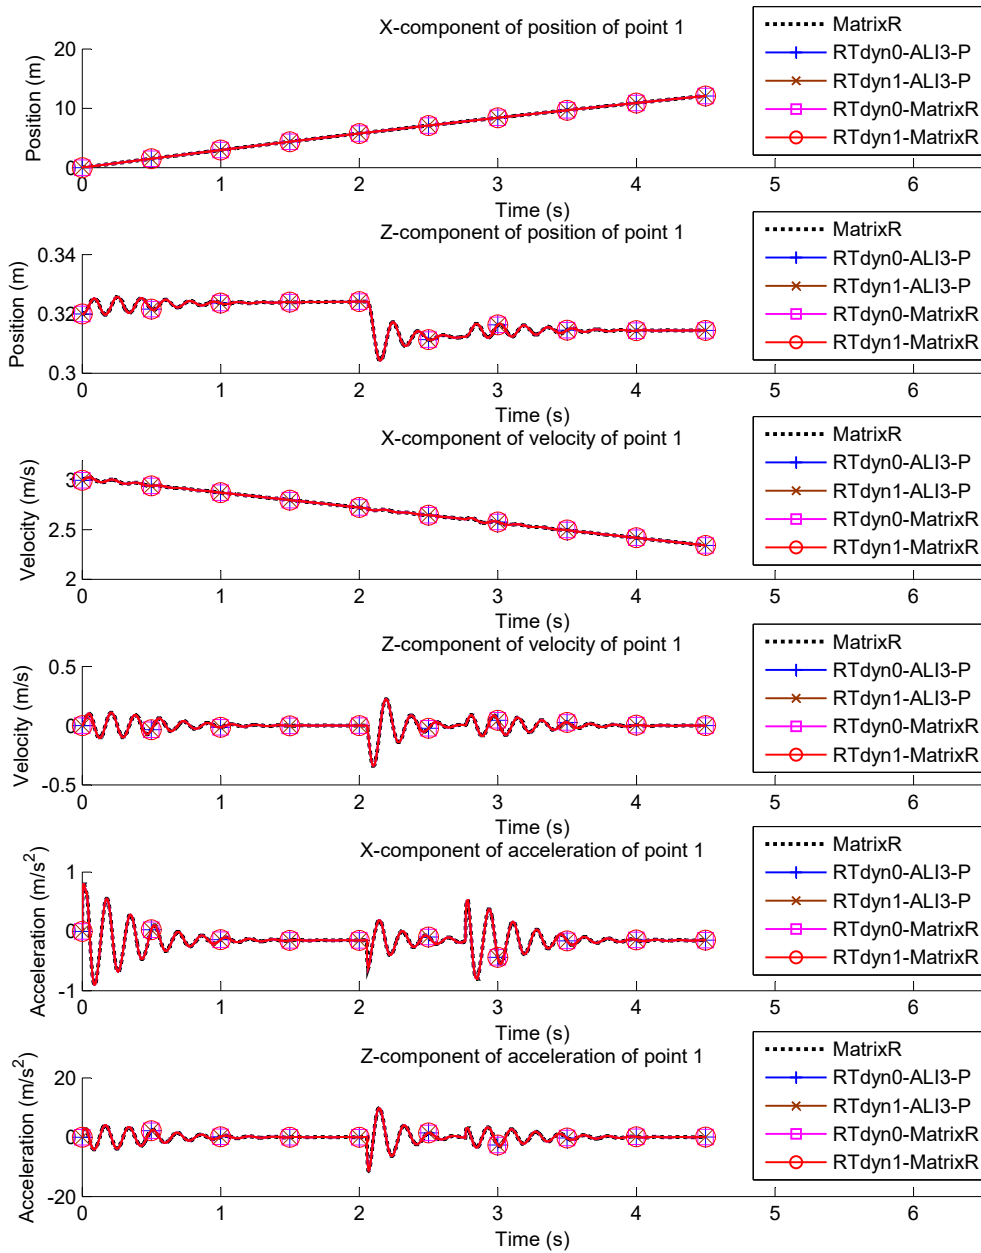 X-component of position of point 1
Position (m)
20
10
0
0 1 2 3 4 5 6
Time (s)
MatrixR
RTdyn0-ALI3-P
RTdyn1-ALI3-P
RTdyn0-MatrixR
RTdyn1-MatrixR
Z-component of position of point 1
Position (m)
0.34
0.32
0.3
0 1 2 3 4 5 6
Time (s)
MatrixR
RTdyn0-ALI3-P
RTdyn1-ALI3-P
RTdyn0-MatrixR
RTdyn1-MatrixR
X-component of velocity of point 1
Velocity (m/s)
3
2.5
2
0 1 2 3 4 5 6
Time (s)
MatrixR
RTdyn0-ALI3-P
RTdyn1-ALI3-P
RTdyn0-MatrixR
RTdyn1-MatrixR
Z-component of velocity of point 1
Velocity (m/s)
0.5
0
-0.5
0 1 2 3 4 5 6
Time (s)
MatrixR
RTdyn0-ALI3-P
RTdyn1-ALI3-P
RTdyn0-MatrixR
RTdyn1-MatrixR
X-component of acceleration of point 1
Acceleration (m/s²)
1
0
-1
0 1 2 3 4 5 6
Time (s)
MatrixR
RTdyn0-ALI3-P
RTdyn1-ALI3-P
RTdyn0-MatrixR
RTdyn1-MatrixR
Z-component of acceleration of point 1
Acceleration (m/s²)
20
0
-20
0 1 2 3 4 5 6
Time (s)
MatrixR
RTdyn0-ALI3-P
RTdyn1-ALI3-P
RTdyn0-MatrixR
RTdyn1-MatrixR